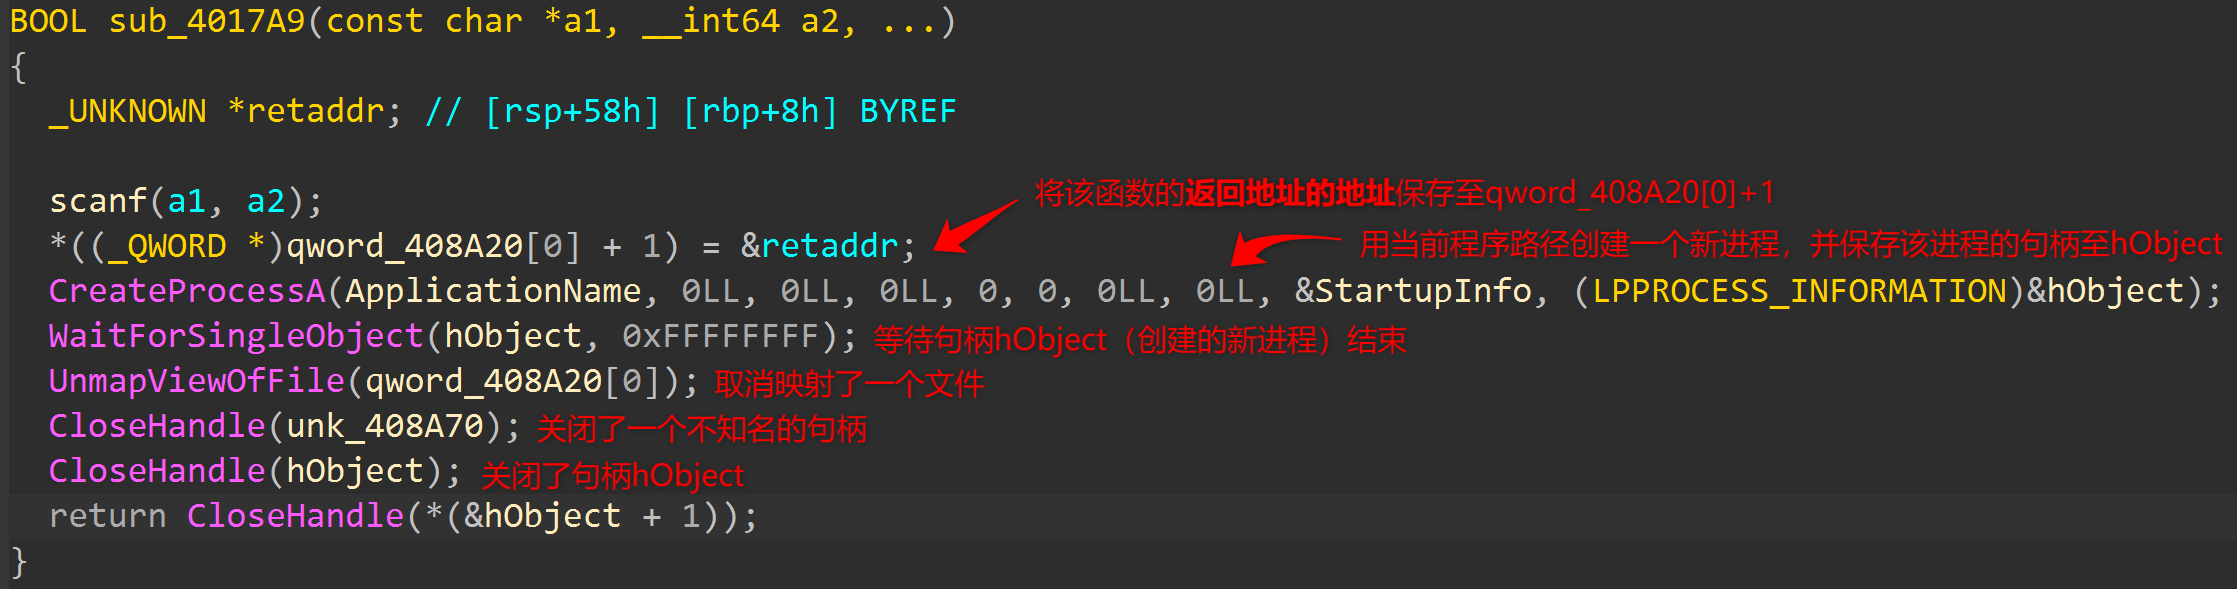 BOOL sub_4017A9(const char *a1, __int64 a2, ...)
{
_UNKNOWN *retaddr; // [rsp+58h] [rbp+8h] BYREF
scanf(a1, a2);
将该函数的返回地址的地址保存至qword_408A20[0]+1
*((_QWORD *)qword_408A20[0] + 1) = &retaddr;
用当前程序路径创建一个新进程，并保存该进程的句柄至hObject
CreateProcessA(ApplicationName, 0LL, 0LL, 0LL, 0, 0, 0LL, 0LL, &StartupInfo, (LPPROCESS_INFORMATION)&hObject);
WaitForSingleObject(hObject, 0xFFFFFFFF); 等待句柄hObject（创建的新进程）结束
UnmapViewOfFile(qword_408A20[0]); 取消映射了一个文件
CloseHandle(unk_408A70); 关闭了一个不知名的句柄
CloseHandle(hObject); 关闭了句柄hObject
return CloseHandle(*(&hObject + 1));
}